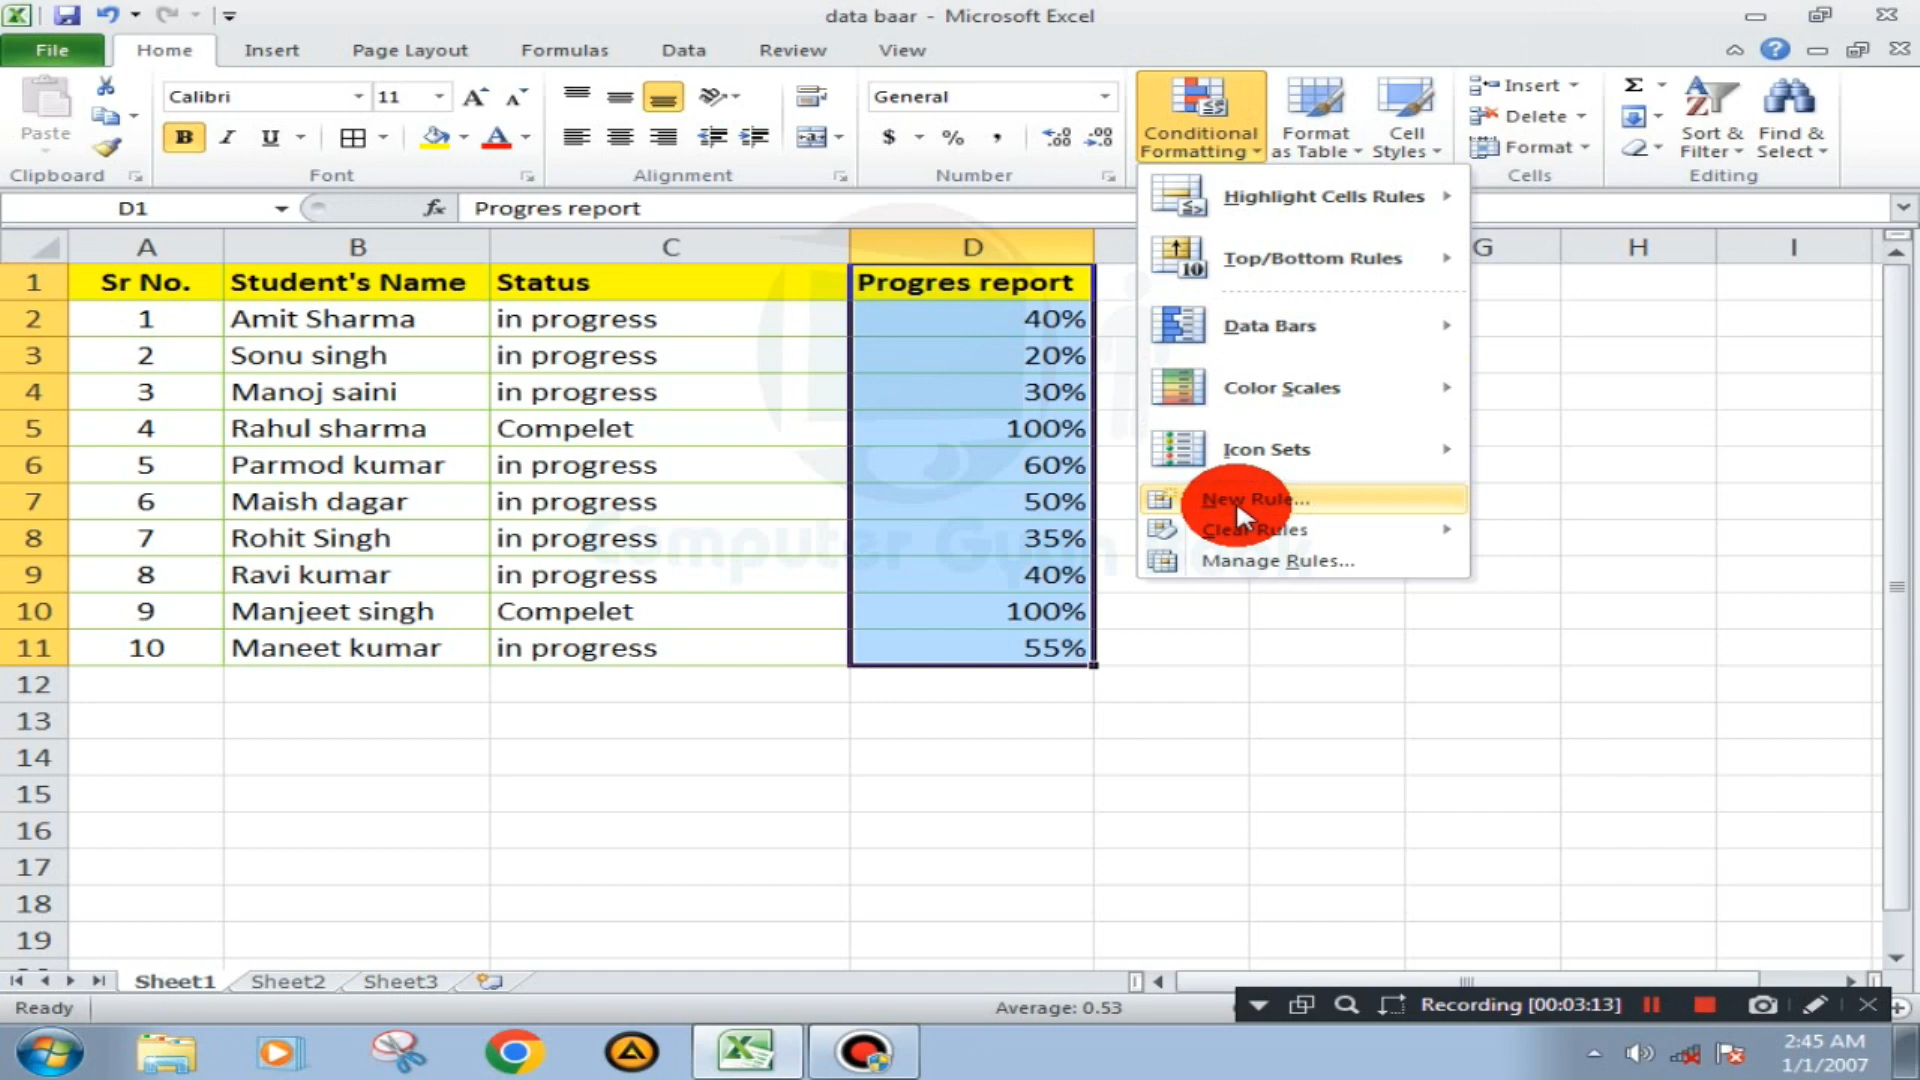 data baar - Microsoft Excel
File Home Insert Page Layout Formulas Data Review View
Paste
Calibri 11
B I U
General
$ % ,
Conditional Formatting
Format as Table
Cell Styles
Insert
Delete
Format
Sort & Filter
Find & Select
Clipboard Font Alignment Number Cells Editing
D1 fx Progres report
A B C D G H I
1 Sr No. Student's Name Status Progres report
2 1 Amit Sharma in progress 40%
3 2 Sonu singh in progress 20%
4 3 Manoj saini in progress 30%
5 4 Rahul sharma Compelet 100%
6 5 Parmod kumar in progress 60%
7 6 Maish dagar in progress 50%
8 7 Rohit Singh in progress 35%
9 8 Ravi kumar in progress 40%
10 9 Manjeet singh Compelet 100%
11 10 Maneet kumar in progress 55%
12
13
14
15
16
17
18
19
Highlight Cells Rules
Top/Bottom Rules
Data Bars
Color Scales
Icon Sets
New Rule...
Clear Rules
Manage Rules...
Computer Gyan
Sheet1 Sheet2 Sheet3
Ready Average: 0.53
Recording [00:03:13]
2:45 AM
1/1/2007